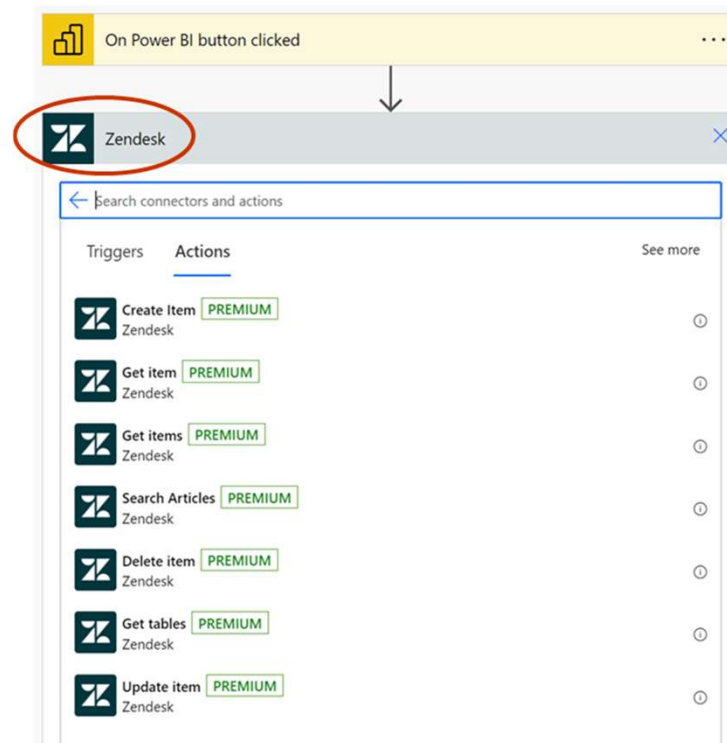 On Power BI button clicked
Zendesk
Search connectors and actions
Triggers Actions See more
Create Item PREMIUM
Zendesk
Get item PREMIUM
Zendesk
Get items PREMIUM
Zendesk
Search Articles PREMIUM
Zendesk
Delete item PREMIUM
Zendesk
Get tables PREMIUM
Zendesk
Update item PREMIUM
Zendesk